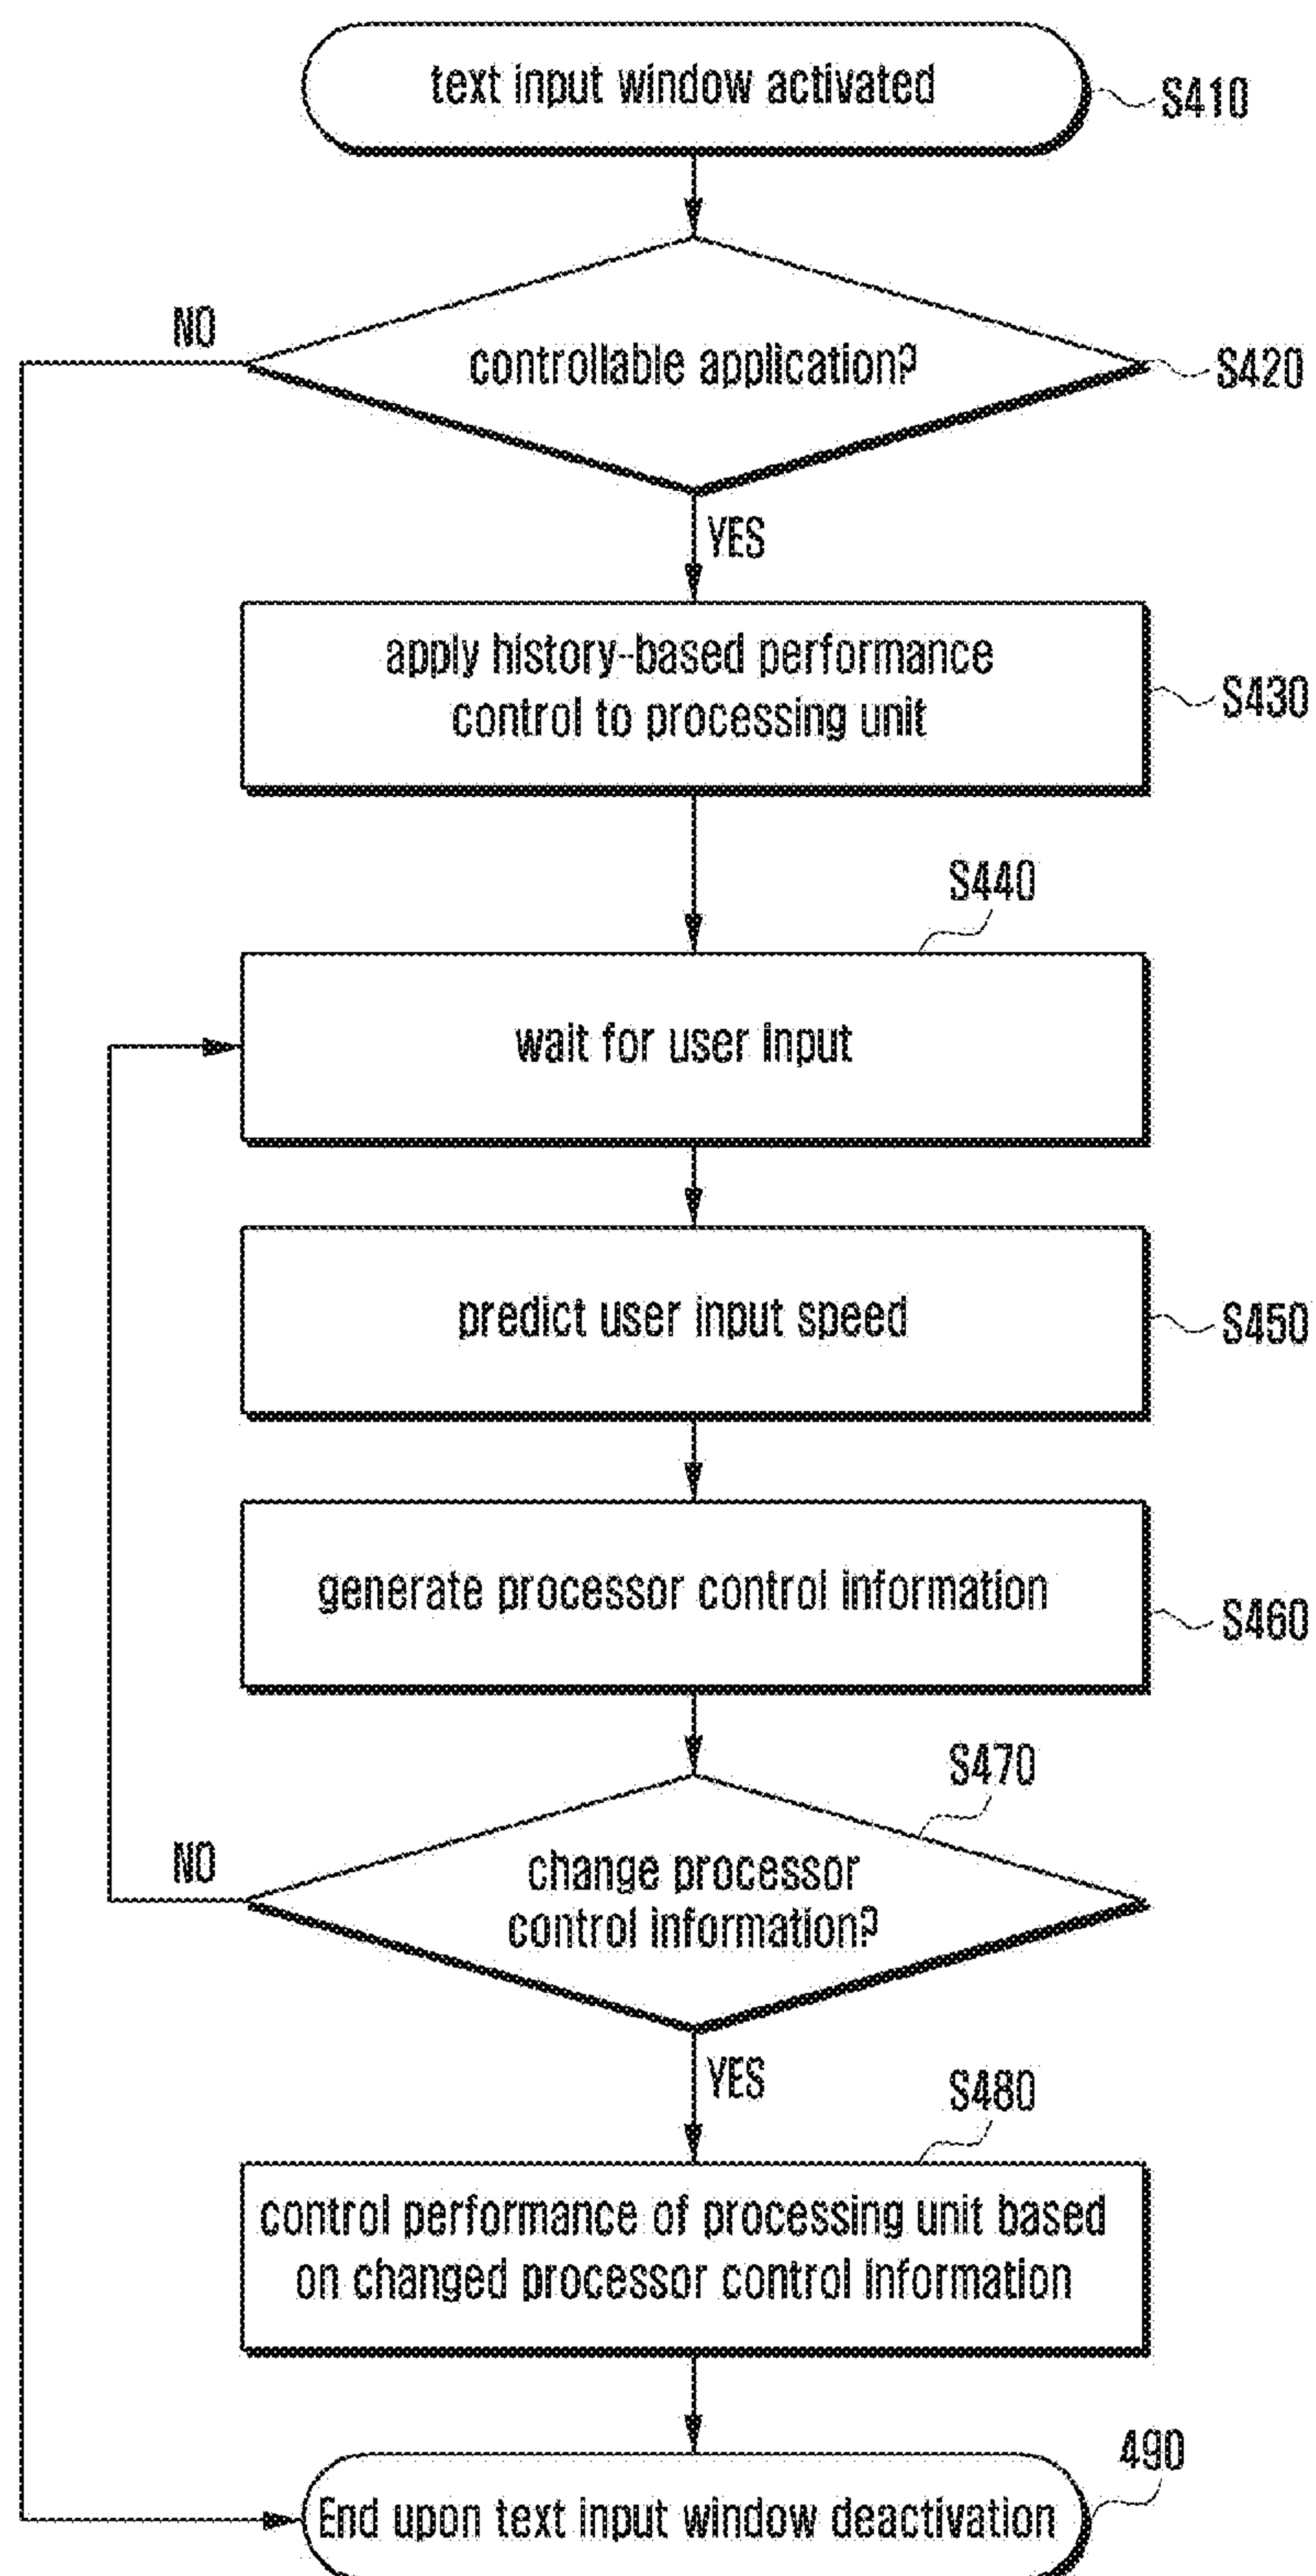 text input window activated
S410
NO
controllable application?
S420
YES
apply history-based performance
control to processing unit
S430
S440
wait for user input
predict user input speed
S450
generate processor control information
S460
S470
NO
change processor
control information?
YES
S480
control performance of processing unit based
on changed processor control information
490
End upon text input window deactivation